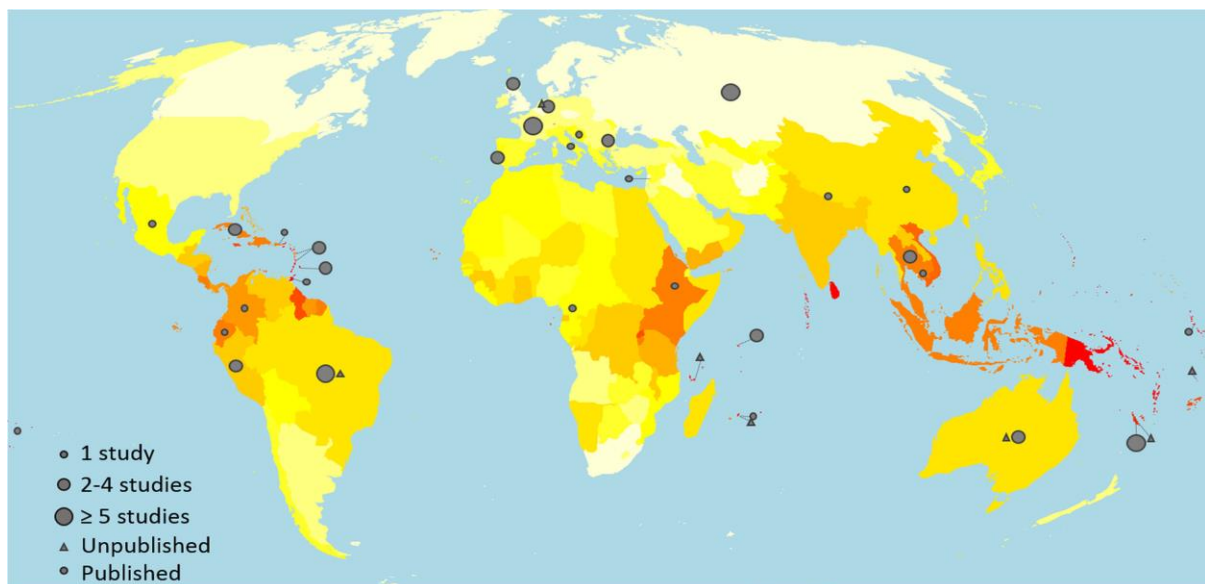 1 study
2-4 studies
≥ 5 studies
Unpublished
Published